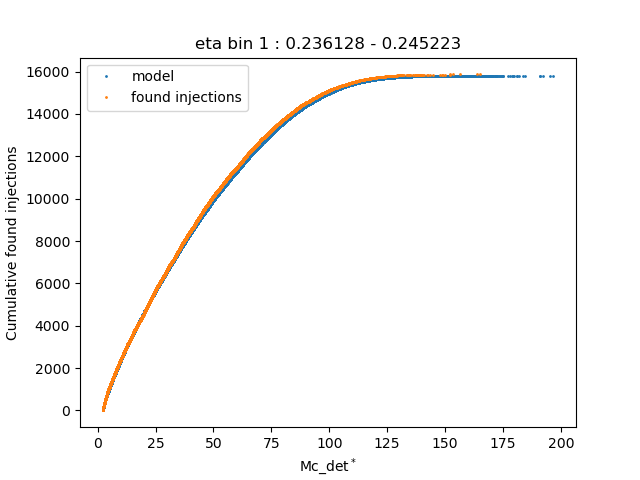 eta bin 1 : 0.236128 - 0.245223
model
found injections
Cumulative found injections
16000
14000
12000
10000
8000
6000
4000
2000
0
0 25 50 75 100 125 150 175 200
Mc_det*